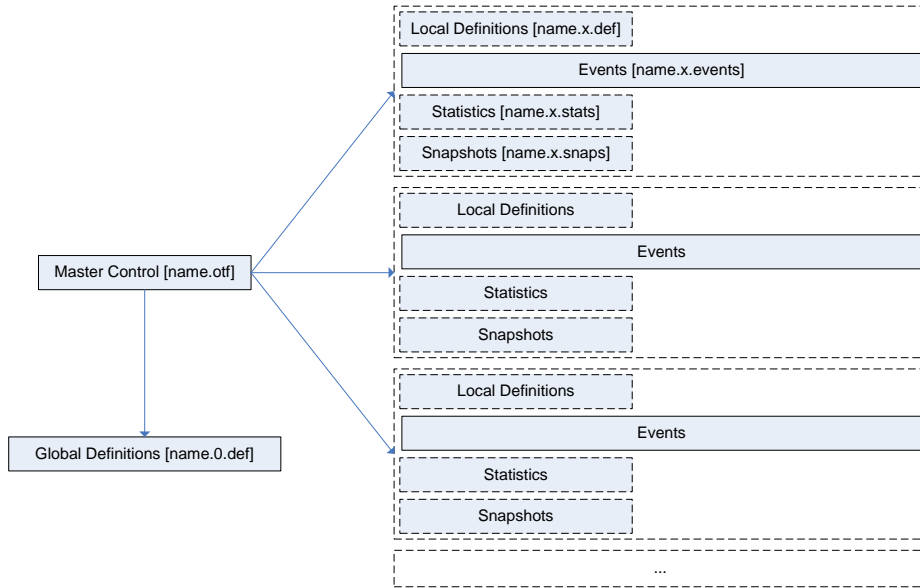 Local Definitions [name.x.def]
Events [name.x.events]
Statistics [name.x.stats]
Snapshots [name.x.snaps]
Local Definitions
Events
Master Control [name.otf]
Statistics
Snapshots
Local Definitions
Events
Global Definitions [name.0.def]
Statistics
Snapshots
...